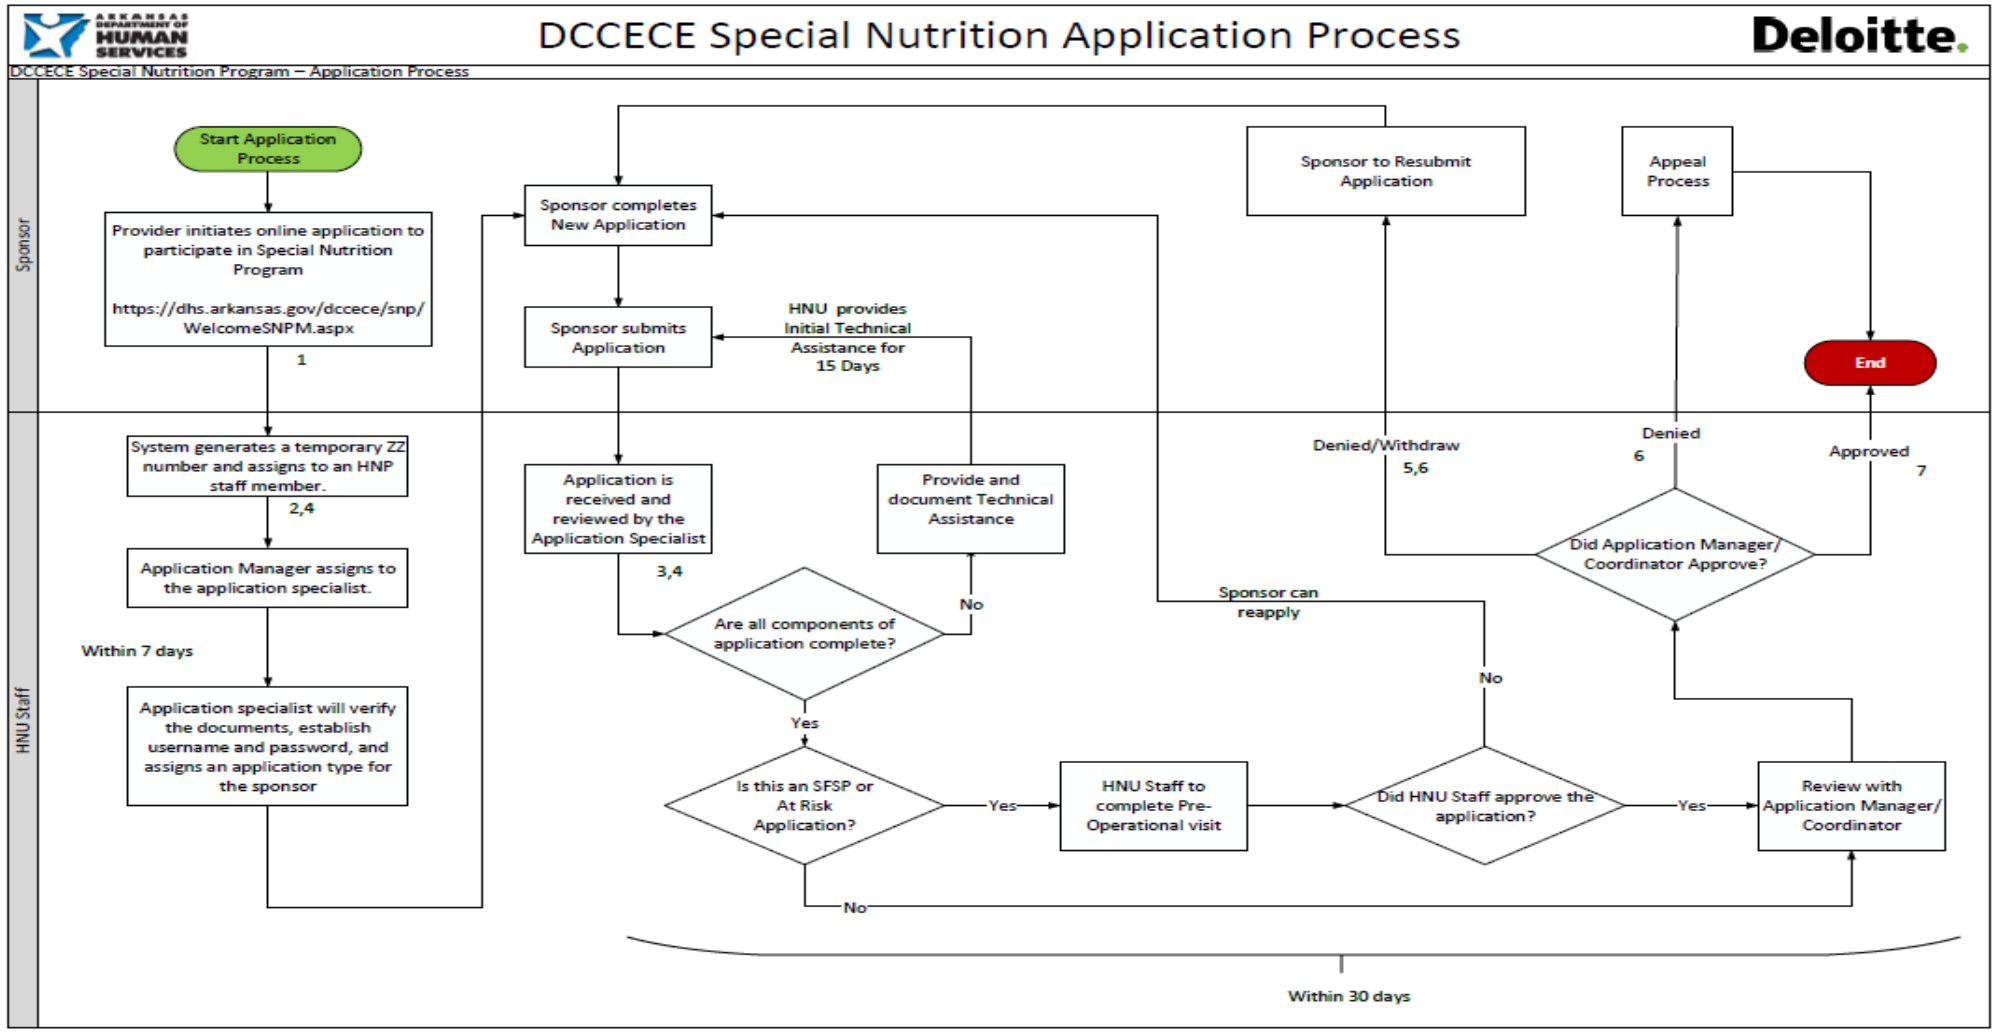 ARKANSAS
DEPARTMENT OF
HUMAN
SERVICES
DCCECE Special Nutrition Application Process
Deloitte.
DCCECE Special Nutrition Program – Application Process
Sponsor
Start Application
Process
Provider initiates online application to
participate in Special Nutrition
Program
https://dhs.arkansas.gov/dccece/snp/
WelcomeSNPM.aspx
1
Sponsor completes
New Application
Sponsor submits
Application
HNU provides
Initial Technical
Assistance for
15 Days
Sponsor to Resubmit
Application
Appeal
Process
End
HNU Staff
System generates a temporary ZZ
number and assigns to an HNP
staff member.
2,4
Application Manager assigns to
the application specialist.
Within 7 days
Application specialist will verify
the documents, establish
username and password, and
assigns an application type for
the sponsor
Application is
received and
reviewed by the
Application Specialist
3,4
Provide and
document Technical
Assistance
No
Are all components of
application complete?
Yes
Is this an SFSP or
At Risk
Application?
Yes
No
HNU Staff to
complete Pre-
Operational visit
Did HNU Staff approve the
application?
No
Sponsor can
reapply
Yes
Review with
Application Manager/
Coordinator
Did Application Manager/
Coordinator Approve?
Denied/Withdraw
5,6
Denied
6
Approved
7
Within 30 days